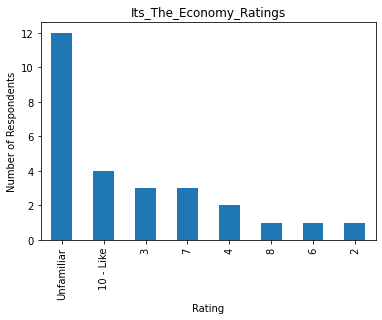 Its_The_Economy_Ratings
Number of Respondents
12
10
8
6
4
2
0
Unfamiliar
10 - Like
3
7
4
8
6
2
Rating